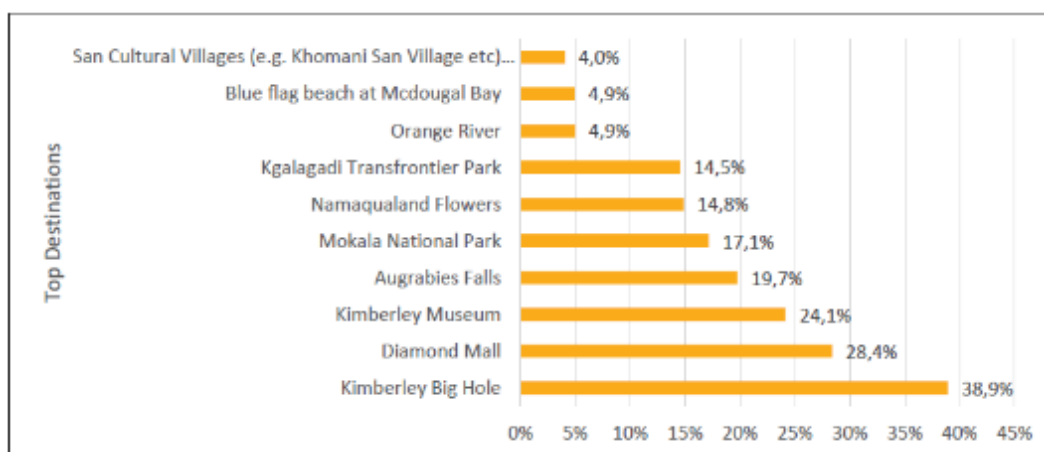 San Cultural Villages (e.g. Khomani San Village etc)... 4,0%
Blue flag beach at Mcdougal Bay 4,9%
Orange River 4,9%
Kgalagadi Transfrontier Park 14,5%
Namaqualand Flowers 14,8%
Mokala National Park 17,1%
Augrabies Falls 19,7%
Kimberley Museum 24,1%
Diamond Mall 28,4%
Kimberley Big Hole 38,9%
0% 5% 10% 15% 20% 25% 30% 35% 40% 45%
Top Destinations